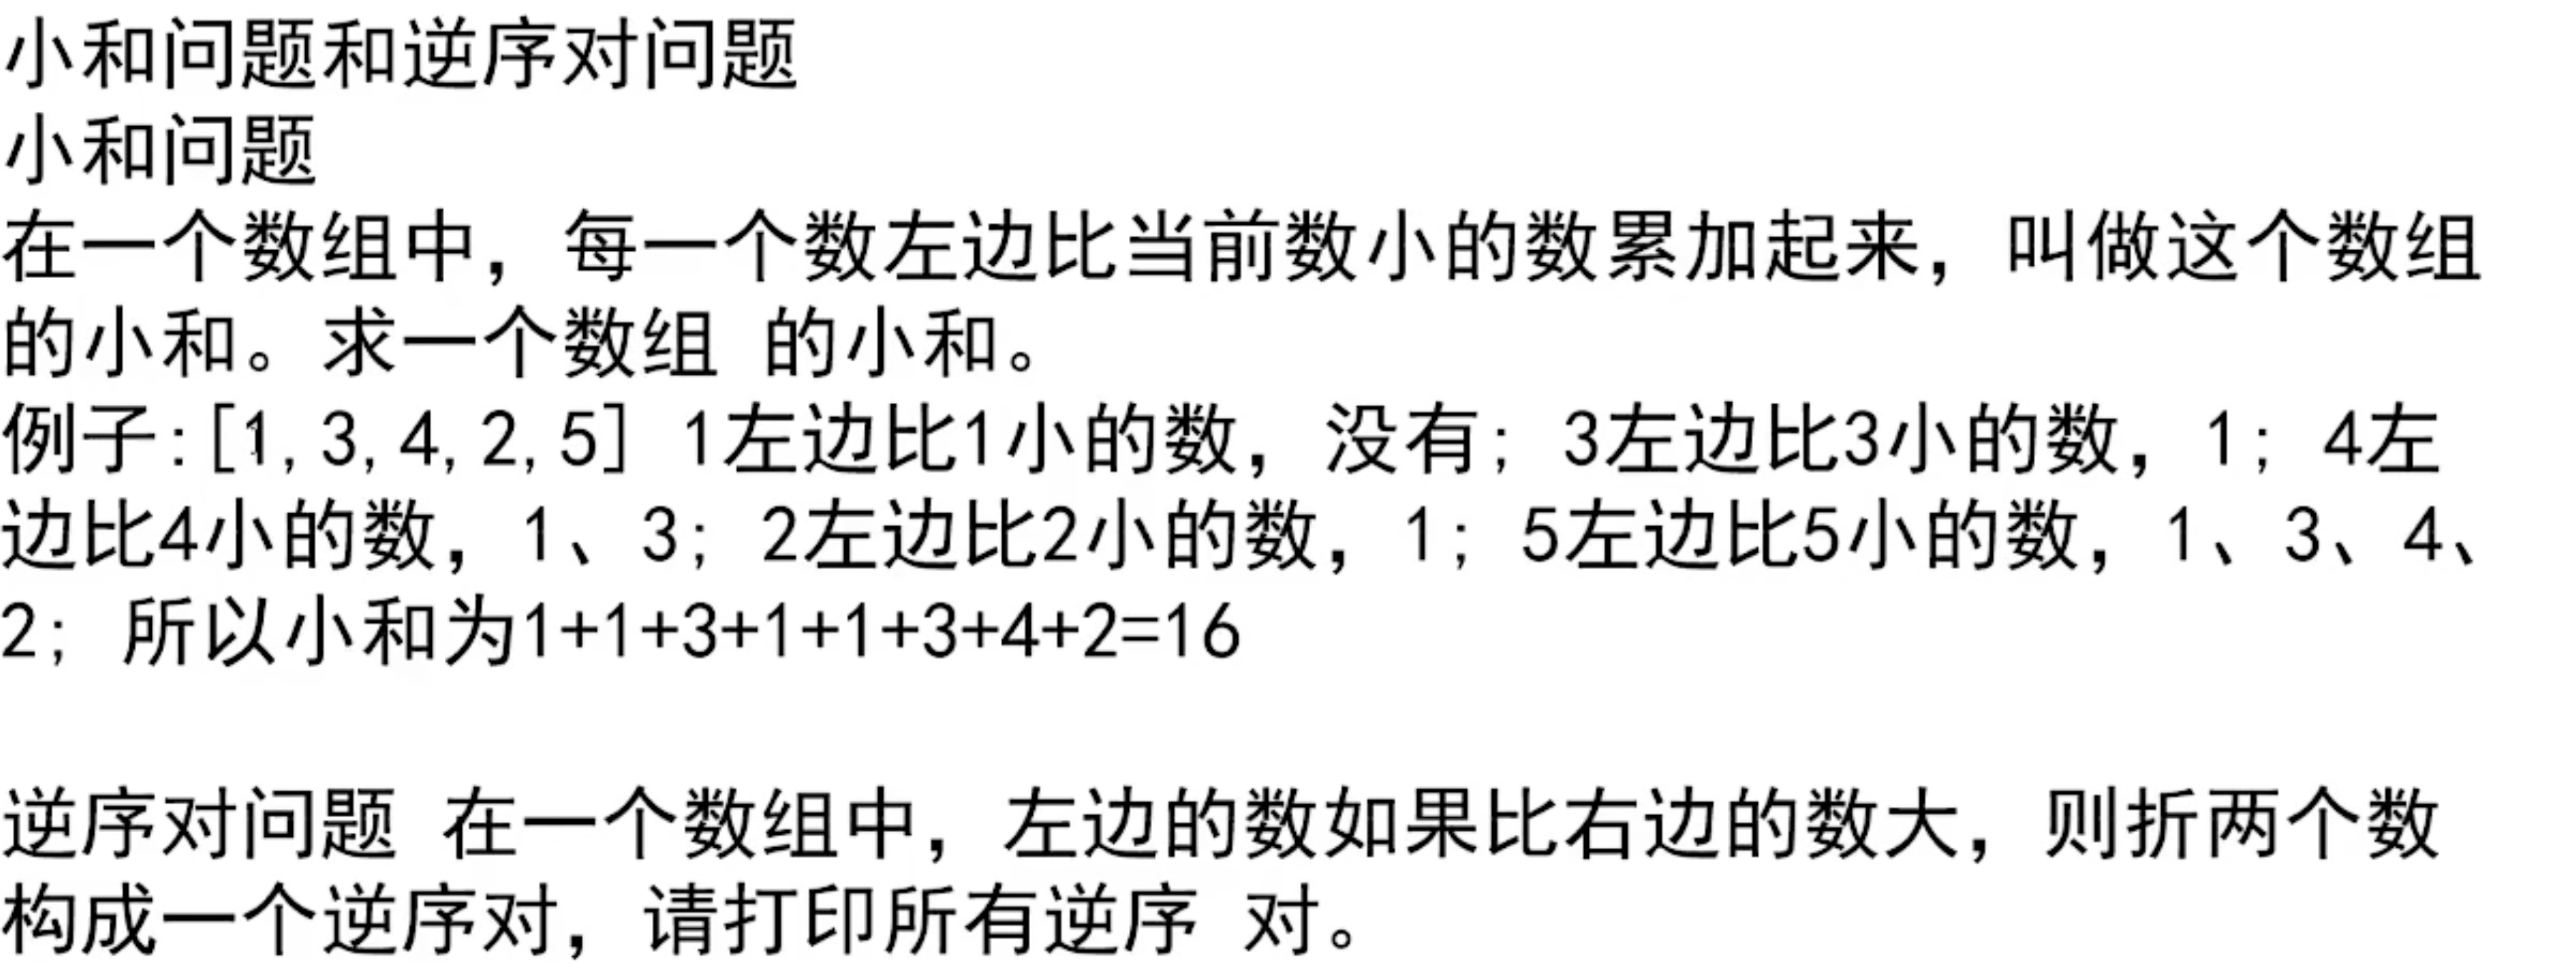 小和问题和逆序对问题
小和问题
在一个数组中，每一个数左边比当前数小的数累加起来，叫做这个数组
的小和。求一个数组 的小和。
例子:[1,3,4,2,5] 1左边比1小的数，没有; 3左边比3小的数，1; 4左
边比4小的数，1、3; 2左边比2小的数，1; 5左边比5小的数，1、3、4、
2; 所以小和为1+1+3+1+1+3+4+2=16
逆序对问题 在一个数组中，左边的数如果比右边的数大，则折两个数
构成一个逆序对，请打印所有逆序 对。